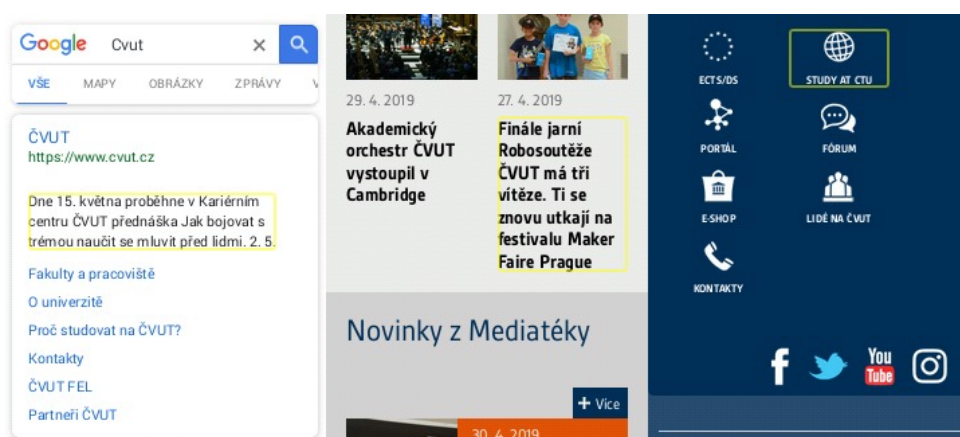 Google Čvut
VŠE MAPY OBRÁZKY ZPRÁVY
ČVUT
https://www.cvut.cz
Dne 15. května proběhne v Kariérním
centru ČVUT přednáška Jak bojovat s
trémou naučit se mluvit před lidmi. 2. 5.
Fakulty a pracoviště
O univerzitě
Proč studovat na ČVUT?
Kontakty
ČVUT FEL
Partneři ČVUT
29. 4. 2019
Akademický
orchestr ČVUT
vystoupil v
Cambridge
27. 4. 2019
Finále jarní
Robosoutěže
ČVUT má tři
vítěze. Ti se
znovu utkají na
festivalu Maker
Faire Prague
Novinky z Mediatéky
+ Více
30. 4. 2019
ECTS/DS
STUDY AT CTU
PORTÁL
FÓRUM
E-SHOP
LIDÉ NA ČVUT
KONTAKTY
f You
Tube